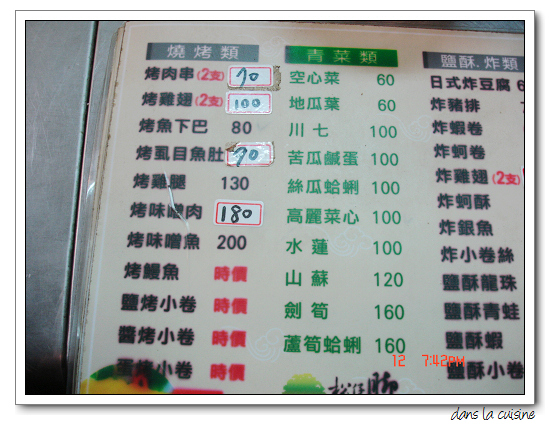 燒烤類
烤肉串(2支) 70
烤雞翅(2支) 100
烤魚下巴 80
烤虱目魚肚 70
烤雞腿 130
烤味噌肉 180
烤味噌魚 200
烤鰻魚 時價
鹽烤小卷 時價
醬烤小卷 時價
蛋烤小卷 時價
青菜類
空心菜 60
地瓜葉 60
川七 100
苦瓜鹹蛋 100
絲瓜蛤蜊 100
高麗菜心 100
水蓮 100
山蘇 120
劍筍 160
蘆筍蛤蜊 160
鹽酥.炸類
日式炸豆腐 6
炸豬排
炸蝦卷
炸蚵卷
炸雞翅(2支
炸蚵酥
炸銀魚
炸小卷絲
鹽酥龍珠
鹽酥青蛙
鹽酥蝦
鹽酥小卷
12 7:42PM
dans la cuisine